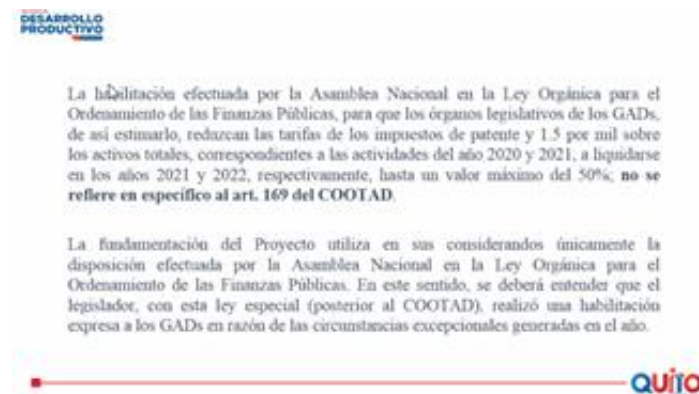 DESARROLLO
PRODUCTIVO
La habilitación efectuada por la Asamblea Nacional en la Ley Orgánica para el
Ordenamiento de las Finanzas Públicas, para que los órganos legislativos de los GADs,
de así estimarlo, reduzcan las tarifas de los impuestos de patente y 1.5 por mil sobre
los activos totales, correspondientes a las actividades del año 2020 y 2021, a liquidarse
en los años 2021 y 2022, respectivamente, hasta un valor máximo del 50%; no se
refiere en específico al art. 169 del COOTAD.
La fundamentación del Proyecto utiliza en sus considerandos únicamente la
disposición efectuada por la Asamblea Nacional en la Ley Orgánica para el
Ordenamiento de las Finanzas Públicas. En este sentido, se deberá entender que el
legislador, con esta ley especial (posterior al COOTAD), realizó una habilitación
expresa a los GADs en razón de las circunstancias excepcionales generadas en el año.
QUITO